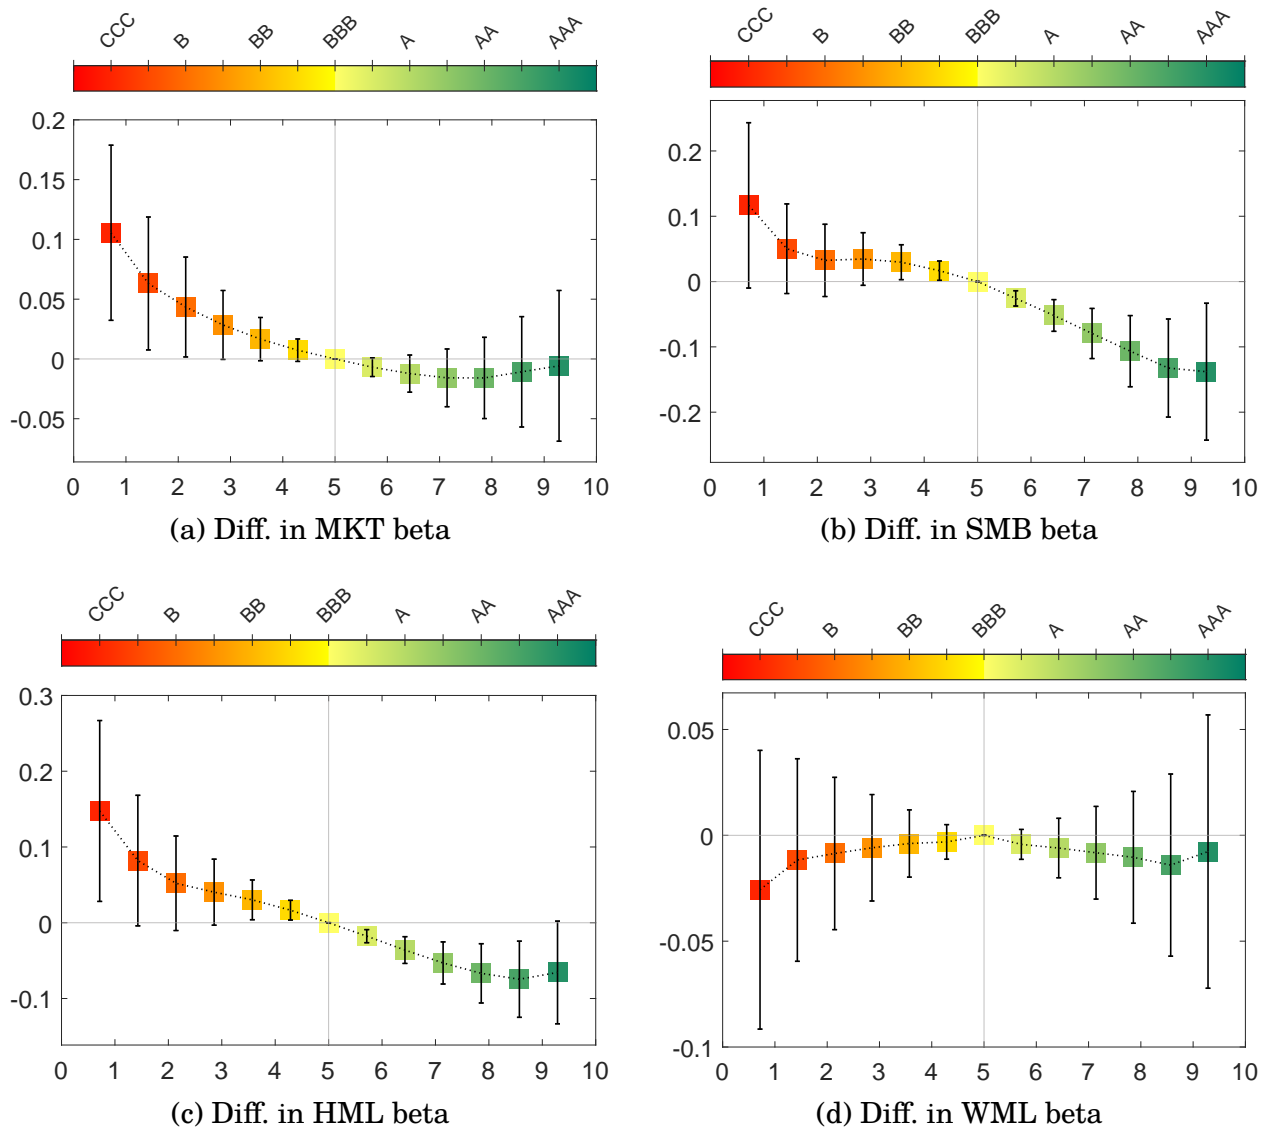 CCC B BB BBB A AA AAA
0.2
0.15
0.1
0.05
0
-0.05
0 1 2 3 4 5 6 7 8 9 10
(a) Diff. in MKT beta
CCC B BB BBB A AA AAA
0.2
0.1
0
-0.1
-0.2
0 1 2 3 4 5 6 7 8 9 10
(b) Diff. in SMB beta
CCC B BB BBB A AA AAA
0.3
0.2
0.1
0
-0.1
0 1 2 3 4 5 6 7 8 9 10
(c) Diff. in HML beta
CCC B BB BBB A AA AAA
0.05
0
-0.05
-0.1
0 1 2 3 4 5 6 7 8 9 10
(d) Diff. in WML beta